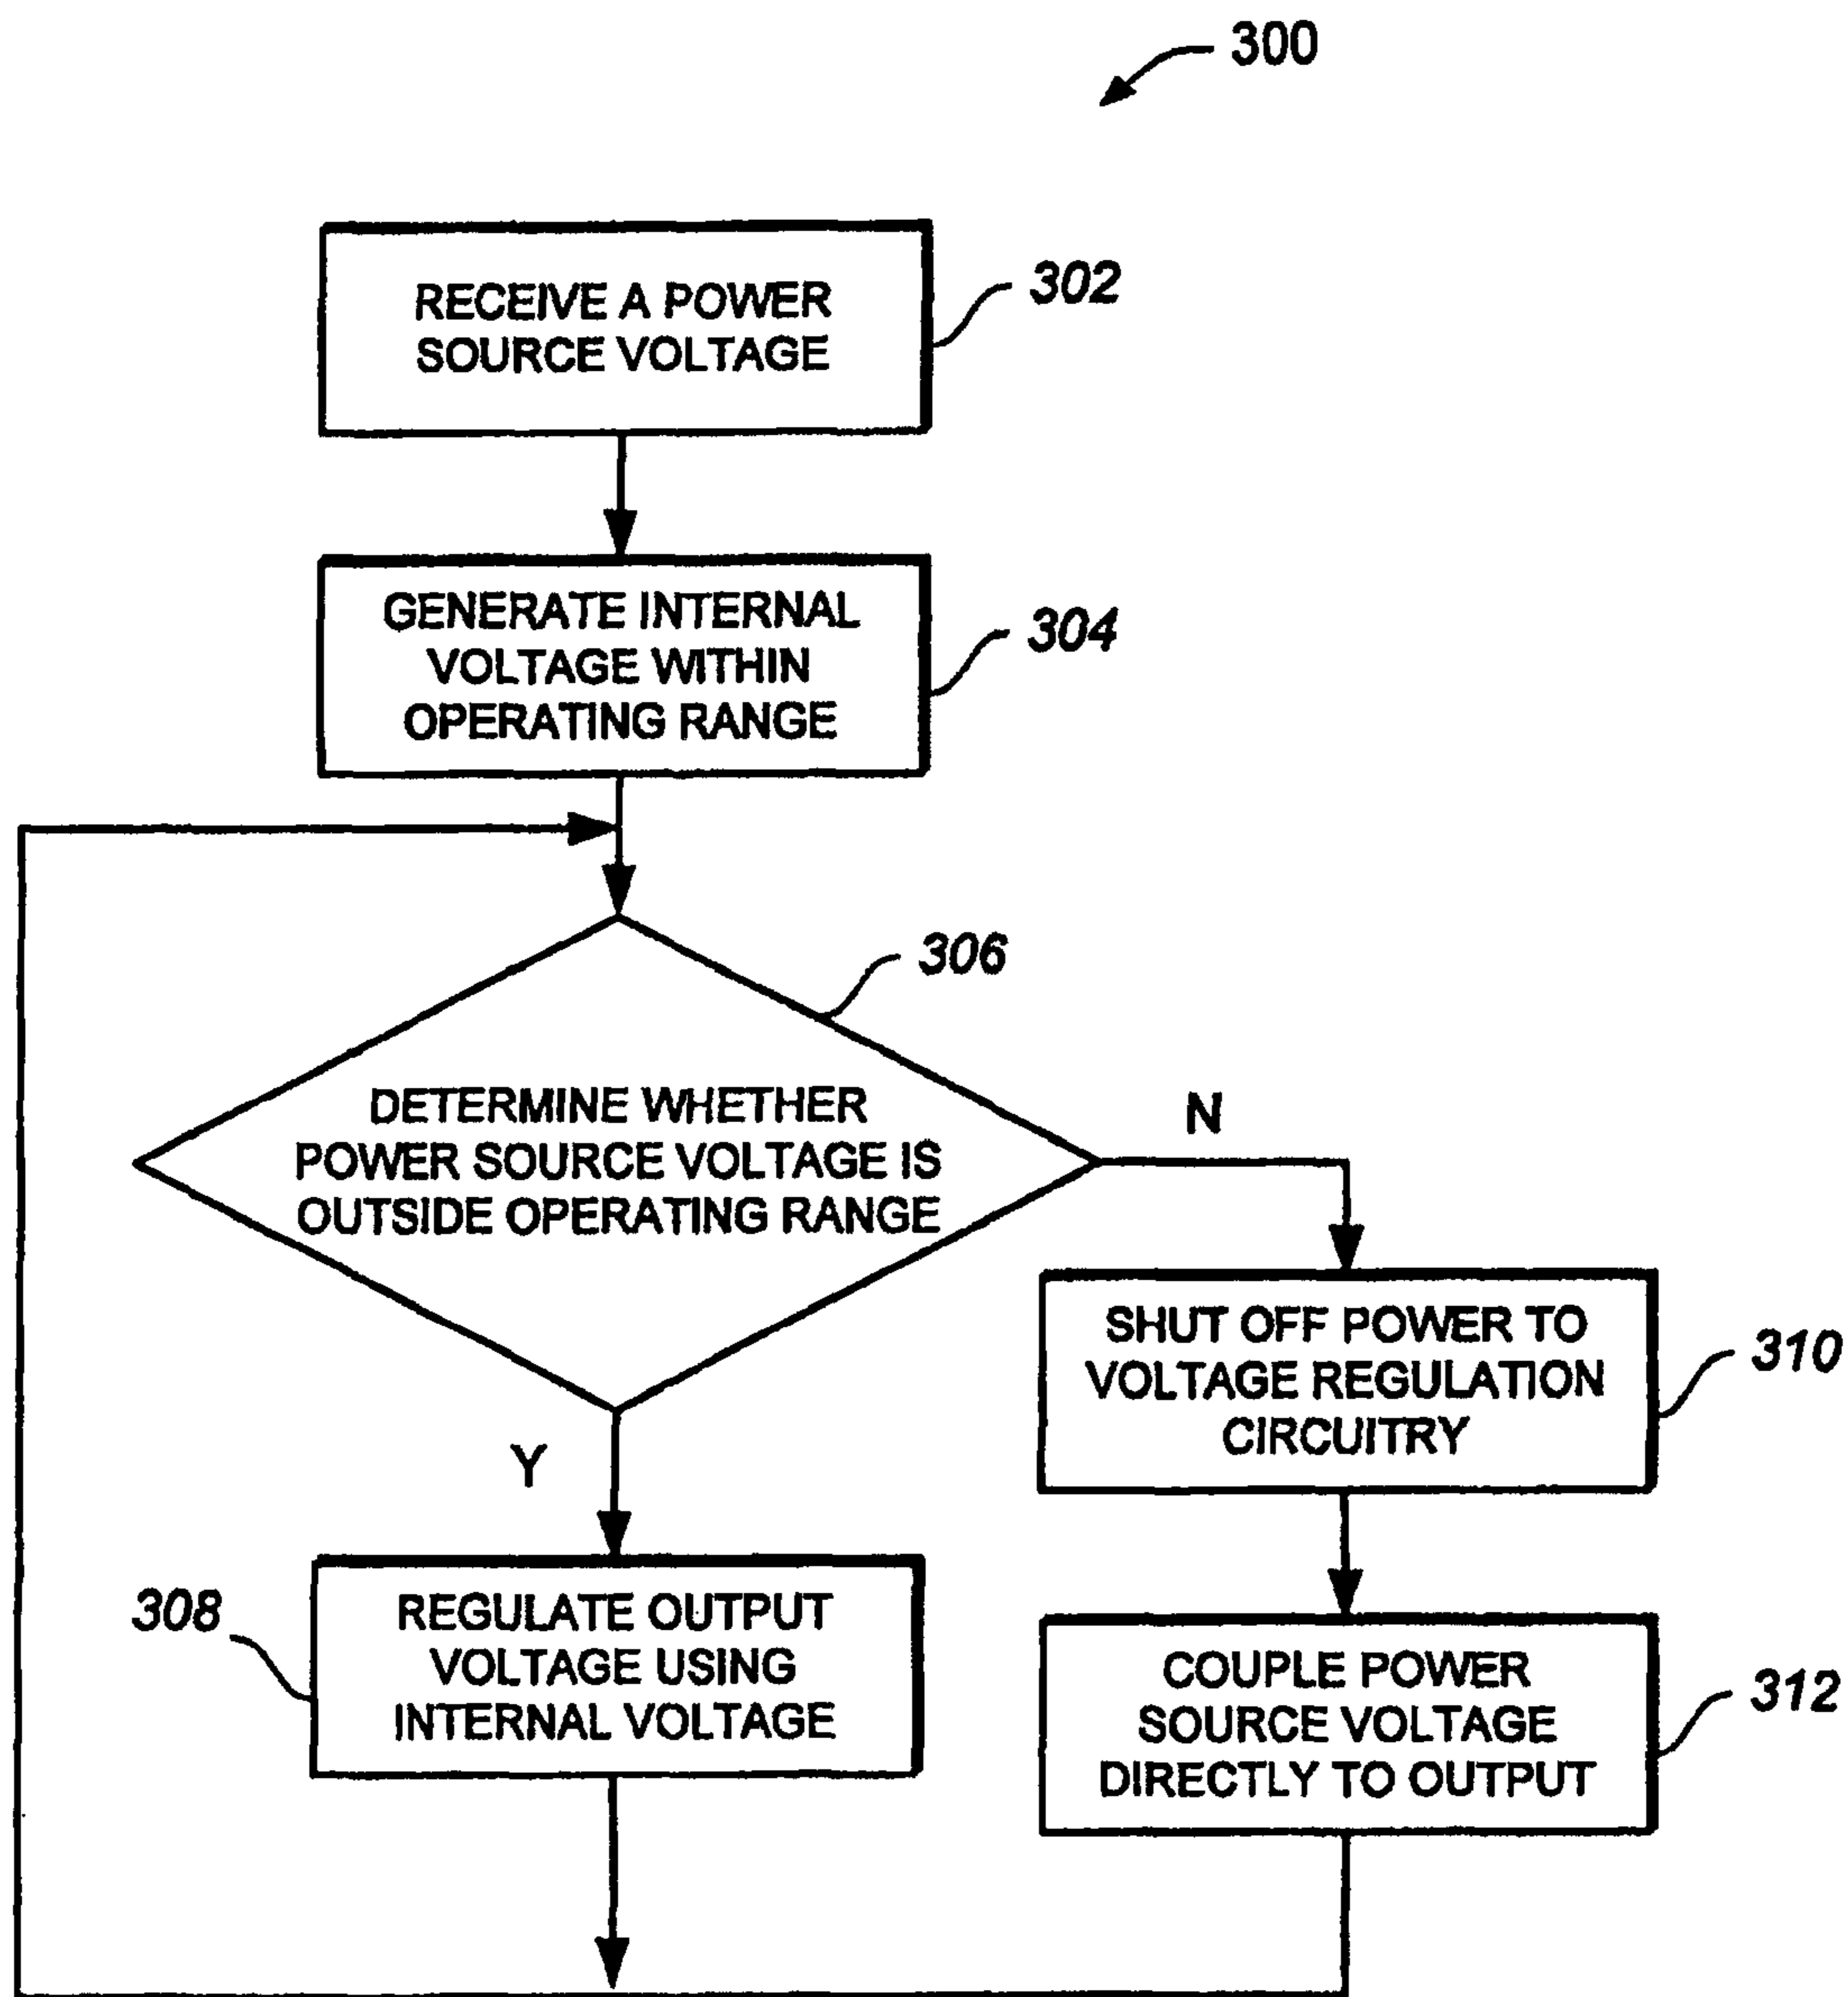 300
RECEIVE A POWER
SOURCE VOLTAGE
302
GENERATE INTERNAL
VOLTAGE WITHIN
OPERATING RANGE
304
306
DETERMINE WHETHER
POWER SOURCE VOLTAGE IS
OUTSIDE OPERATING RANGE
N
Y
SHUT OFF POWER TO
VOLTAGE REGULATION
CIRCUITRY
310
308
REGULATE OUTPUT
VOLTAGE USING
INTERNAL VOLTAGE
COUPLE POWER
SOURCE VOLTAGE
DIRECTLY TO OUTPUT
312